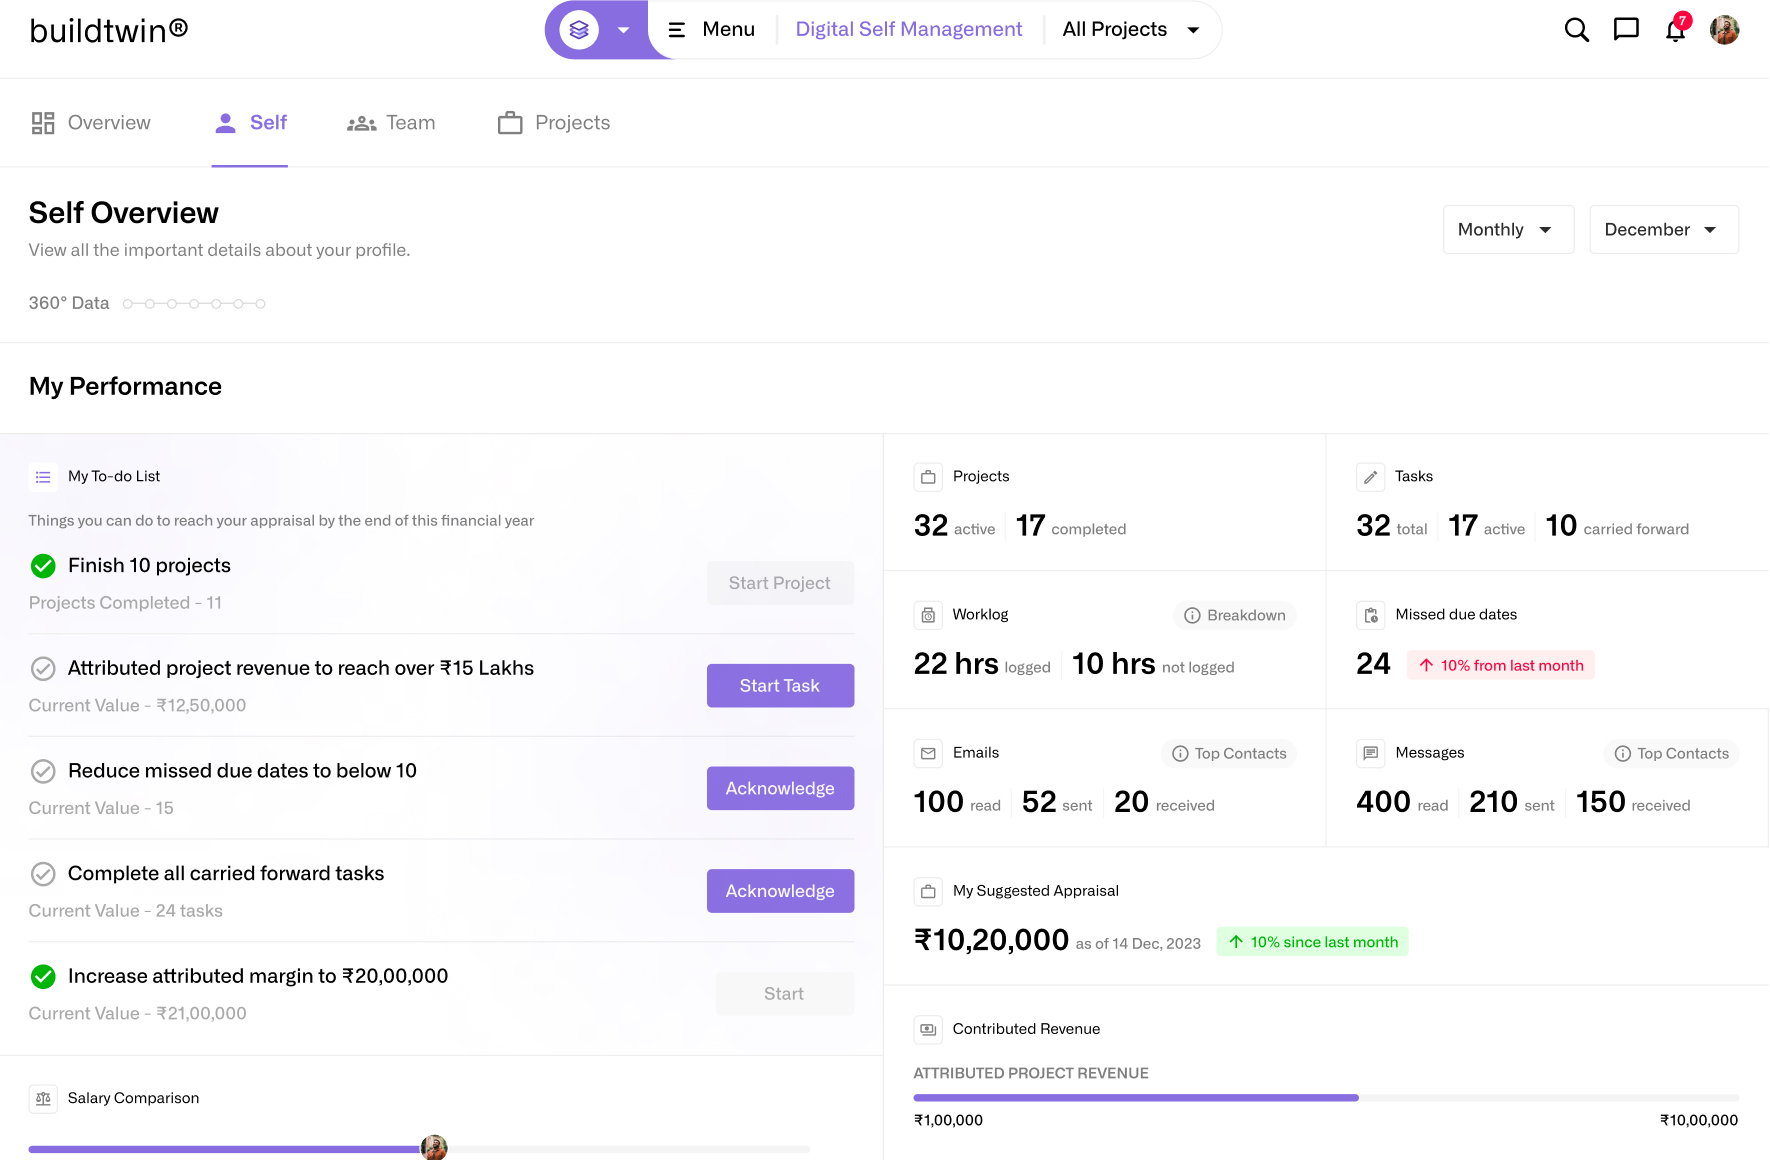 buildtwin®
Menu
Digital Self Management
All Projects
7
Overview
Self
Team
Projects
Self Overview
View all the important details about your profile.
Monthly
December
360° Data
My Performance
My To-do List
Things you can do to reach your appraisal by the end of this financial year
Finish 10 projects
Projects Completed - 11
Start Project
Attributed project revenue to reach over ₹15 Lakhs
Current Value - ₹12,50,000
Start Task
Reduce missed due dates to below 10
Current Value - 15
Acknowledge
Complete all carried forward tasks
Current Value - 24 tasks
Acknowledge
Increase attributed margin to ₹20,00,000
Current Value - ₹21,00,000
Start
Salary Comparison
Projects
32 active 17 completed
Tasks
32 total 17 active 10 carried forward
Worklog
Breakdown
22 hrs logged 10 hrs not logged
Missed due dates
24 10% from last month
Emails
Top Contacts
100 read 52 sent 20 received
Messages
Top Contacts
400 read 210 sent 150 received
My Suggested Appraisal
₹10,20,000 as of 14 Dec, 2023 10% since last month
Contributed Revenue
ATTRIBUTED PROJECT REVENUE
₹1,00,000 ₹10,00,000